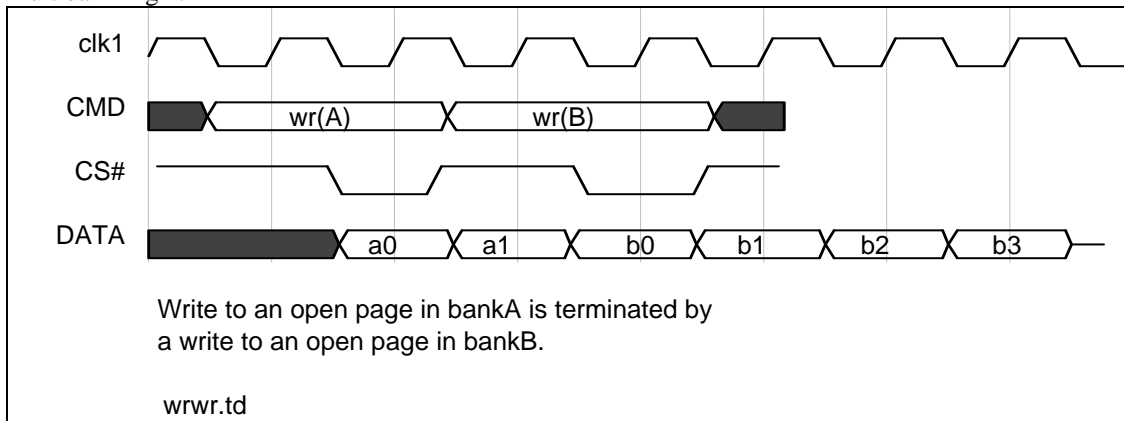 clk1
CMD wr(A) wr(B)
CS#
DATA a0 a1 b0 b1 b2 b3
Write to an open page in bankA is terminated by
a write to an open page in bankB.
wrwr.td